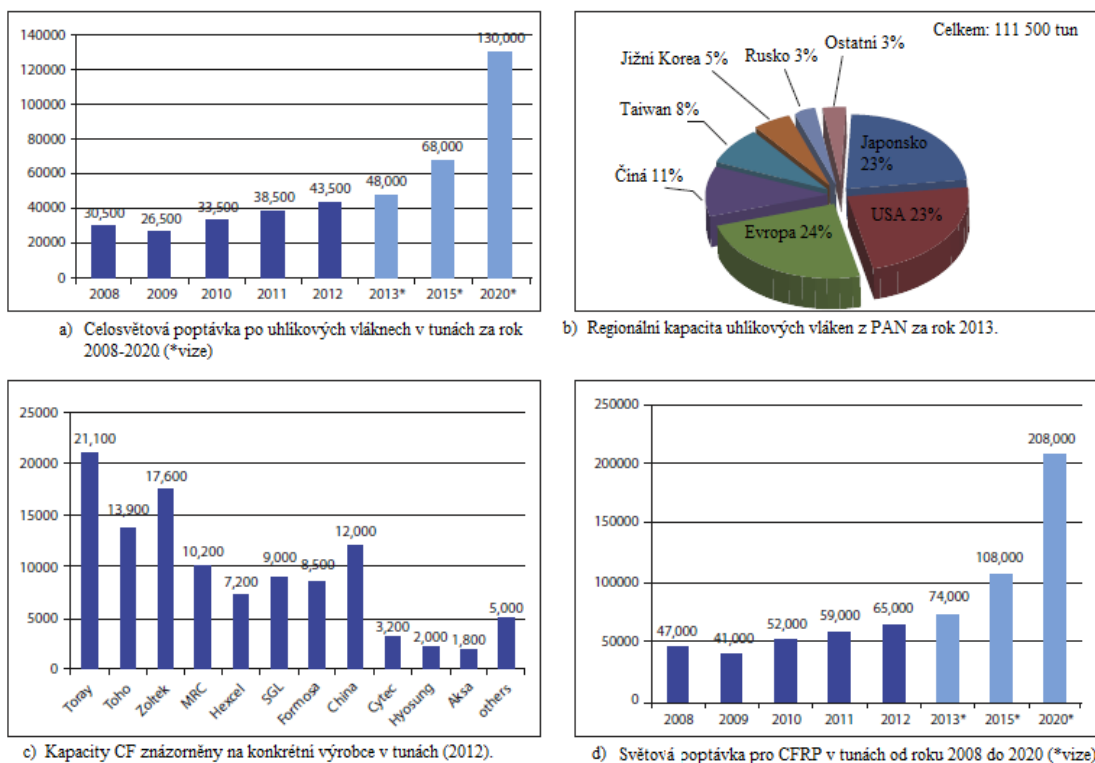 140000
120000
100000
80000
60000
40000
20000
0
30,500
26,500
33,500
38,500
43,500
48,000
68,000
130,000
2008 2009 2010 2011 2012 2013* 2015* 2020*
a) Celosvětová poptávka po uhlíkových vláknech v tunách za rok
2008-2020 (*vize)
Celkem: 111 500 tun
Ostatní 3%
Rusko 3%
Jižní Korea 5%
Taiwan 8%
Čína 11%
Evropa 24%
USA 23%
Japonsko
23%
b) Regionální kapacita uhlíkových vláken z PAN za rok 2013.
25000
20000
15000
10000
5000
0
21,100
13,900
17,600
10,200
7,200
9,000
8,500
12,000
3,200
2,000
1,800
5,000
Toray Toho Zoltek MRC Hexcel SGL Formosa China Cytec Hyosung Aksa others
c) Kapacity CF znázorněny na konkrétní výrobce v tunách (2012).
250000
200000
150000
100000
50000
0
47,000
41,000
52,000
59,000
65,000
74,000
108,000
208,000
2008 2009 2010 2011 2012 2013* 2015* 2020*
d) Světová poptávka pro CFRP v tunách od roku 2008 do 2020 (*vize)